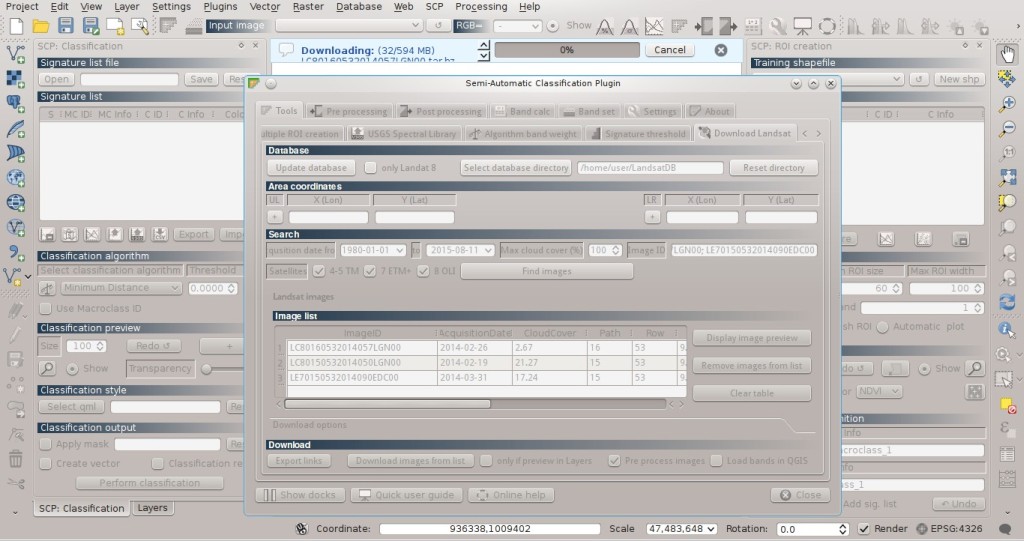 Project Edit View Layer Settings Plugins Vector Raster Database Web SCP Processing Help
Input image RGB= - Show
SCP: Classification
Downloading: (32/594 MB)
0%
Cancel
SCP: ROI creation
Signature list file
Training shapefile
Open Save
New shp
Semi-Automatic Classification Plugin
Signature list
S MC ID MC Info C ID C Info
C ID C Info
Tools Pre processing Post processing Band calc Band set Settings About
ultiple ROI creation USGS Spectral Library Algorithm band weight Signature threshold Download Landsat
Database
Update database only Landat 8 Select database directory /home/user/LandsatDB Reset directory
Area coordinates
UL X (Lon) Y (Lat) LR X (Lon) Y (Lat)
+ +
Search
quisition date 1980-01-01 to 2015-08-11 Max cloud cover (%) 100 Image ID LGN00; LE70150532014090EDC00
Satellites 4-5 TM 7 ETM+ 8 OLI Find images
Export
Classification algorithm
Select classification algorithm Threshold
Minimum Distance 0.0000
Use Macroclass ID
ROI size Max ROI width
60 100
1
ROI Automatic plot
Landsat images
Image list
ImageID AcquisitionDate CloudCover Path Row
1 LC80160532014057LGN00 2014-02-26 2.67 16 53 9.
2 LC80150532014050LGN00 2014-02-19 21.27 15 53 9.
3 LE70150532014090EDC00 2014-03-31 17.24 15 53 9.
Display image preview
Remove images from list
Clear table
Classification preview
Size 100 Redo +
Show Transparency
Show
NDVI
Classification style
Select qml
Download options
Classification output
Apply mask
Create vector Classification re
Perform classification
Download
Export links Download images from list only if preview in Layers Pre process images Load bands in QGIS
Show docks Quick user guide Online help Close
nition
Info
acroclass_1
nfo
ass_1
Add sig. list Undo
SCP: Classification Layers
Coordinate: 936338,1009402 Scale 47,483,648 Rotation: 0.0 Render EPSG:4326